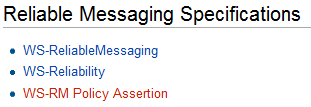 Reliable Messaging Specifications
WS-ReliableMessaging
WS-Reliability
WS-RM Policy Assertion